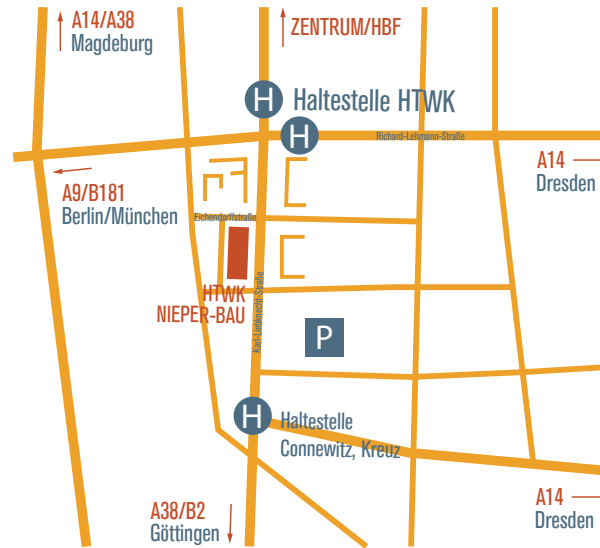 A14/A38
Magdeburg
ZENTRUM/HBF
H
Haltestelle HTWK
H
Richard-Lehmann-Straße
A14
Dresden
A9/B181
Berlin/München
Eichendorffstraße
HTWK
NIEPER-BAU
Karl-Liebknecht-Straße
P
H
Haltestelle
Connewitz, Kreuz
A38/B2
Göttingen
A14
Dresden